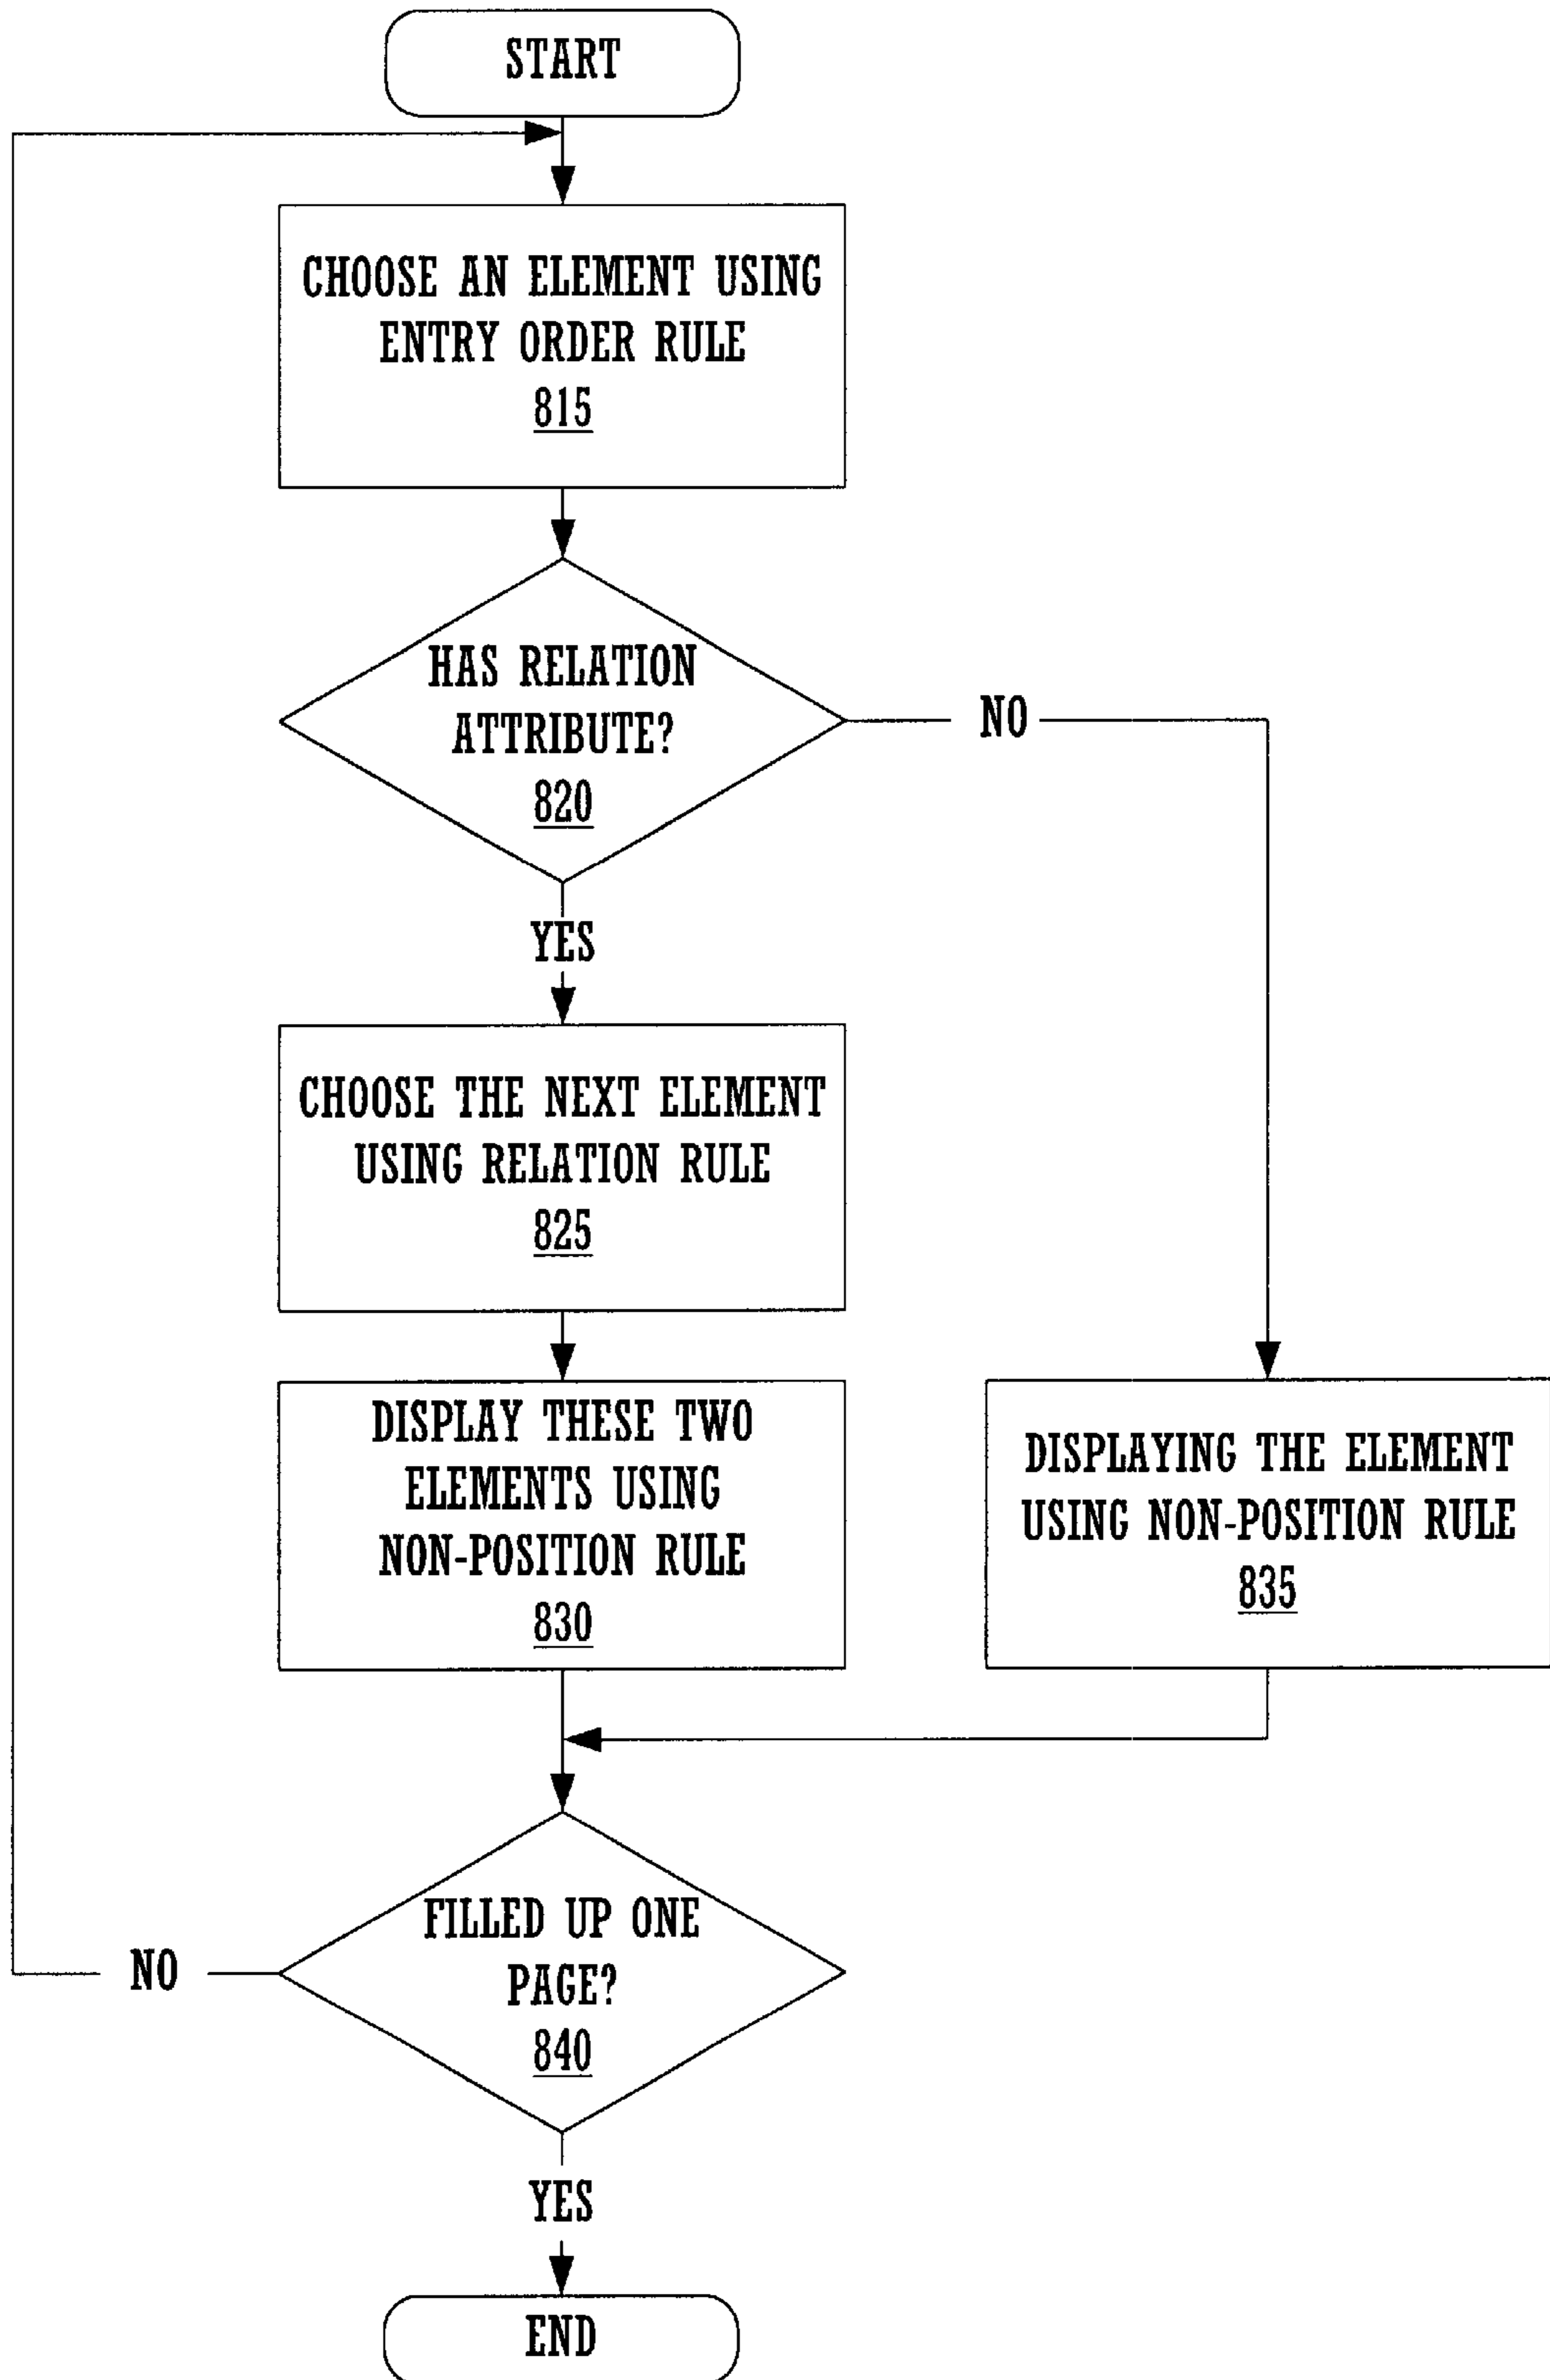 START
CHOOSE AN ELEMENT USING
ENTRY ORDER RULE
815
HAS RELATION
ATTRIBUTE?
820
NO
YES
CHOOSE THE NEXT ELEMENT
USING RELATION RULE
825
DISPLAY THESE TWO
ELEMENTS USING
NON-POSITION RULE
830
DISPLAYING THE ELEMENT
USING NON-POSITION RULE
835
FILLED UP ONE
PAGE?
840
NO
YES
END